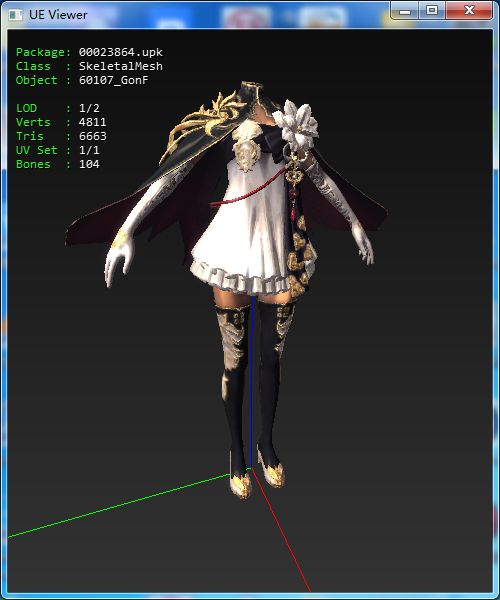 UE Viewer
Package: 00023864.upk
Class : SkeletalMesh
Object : 60107_GonF
LOD : 1/2
Verts : 4811
Tris : 6663
UV Set : 1/1
Bones : 104